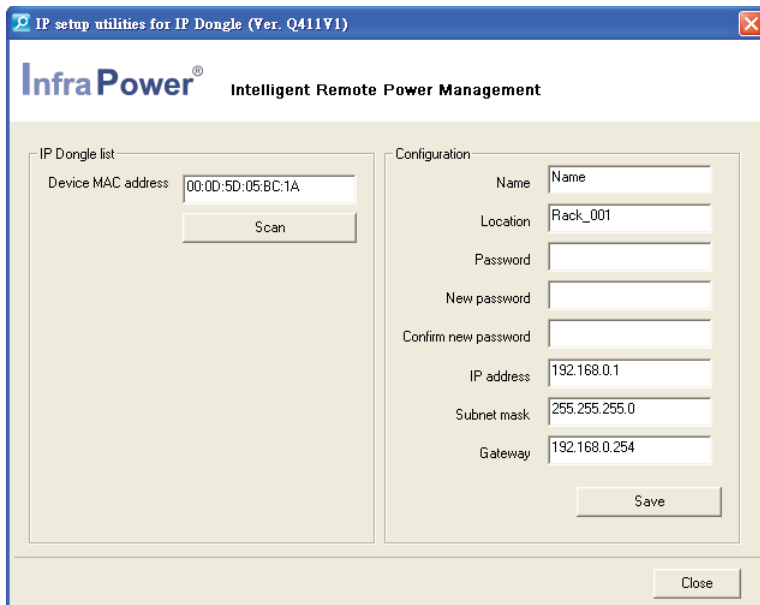 IP setup utilities for IP Dongle (Ver. Q411V1)
InfraPower® Intelligent Remote Power Management
IP Dongle list
Device MAC address 00:0D:5D:05:BC:1A
Scan
Configuration
Name Name
Location Rack_001
Password
New password
Confirm new password
IP address 192.168.0.1
Subnet mask 255.255.255.0
Gateway 192.168.0.254
Save
Close